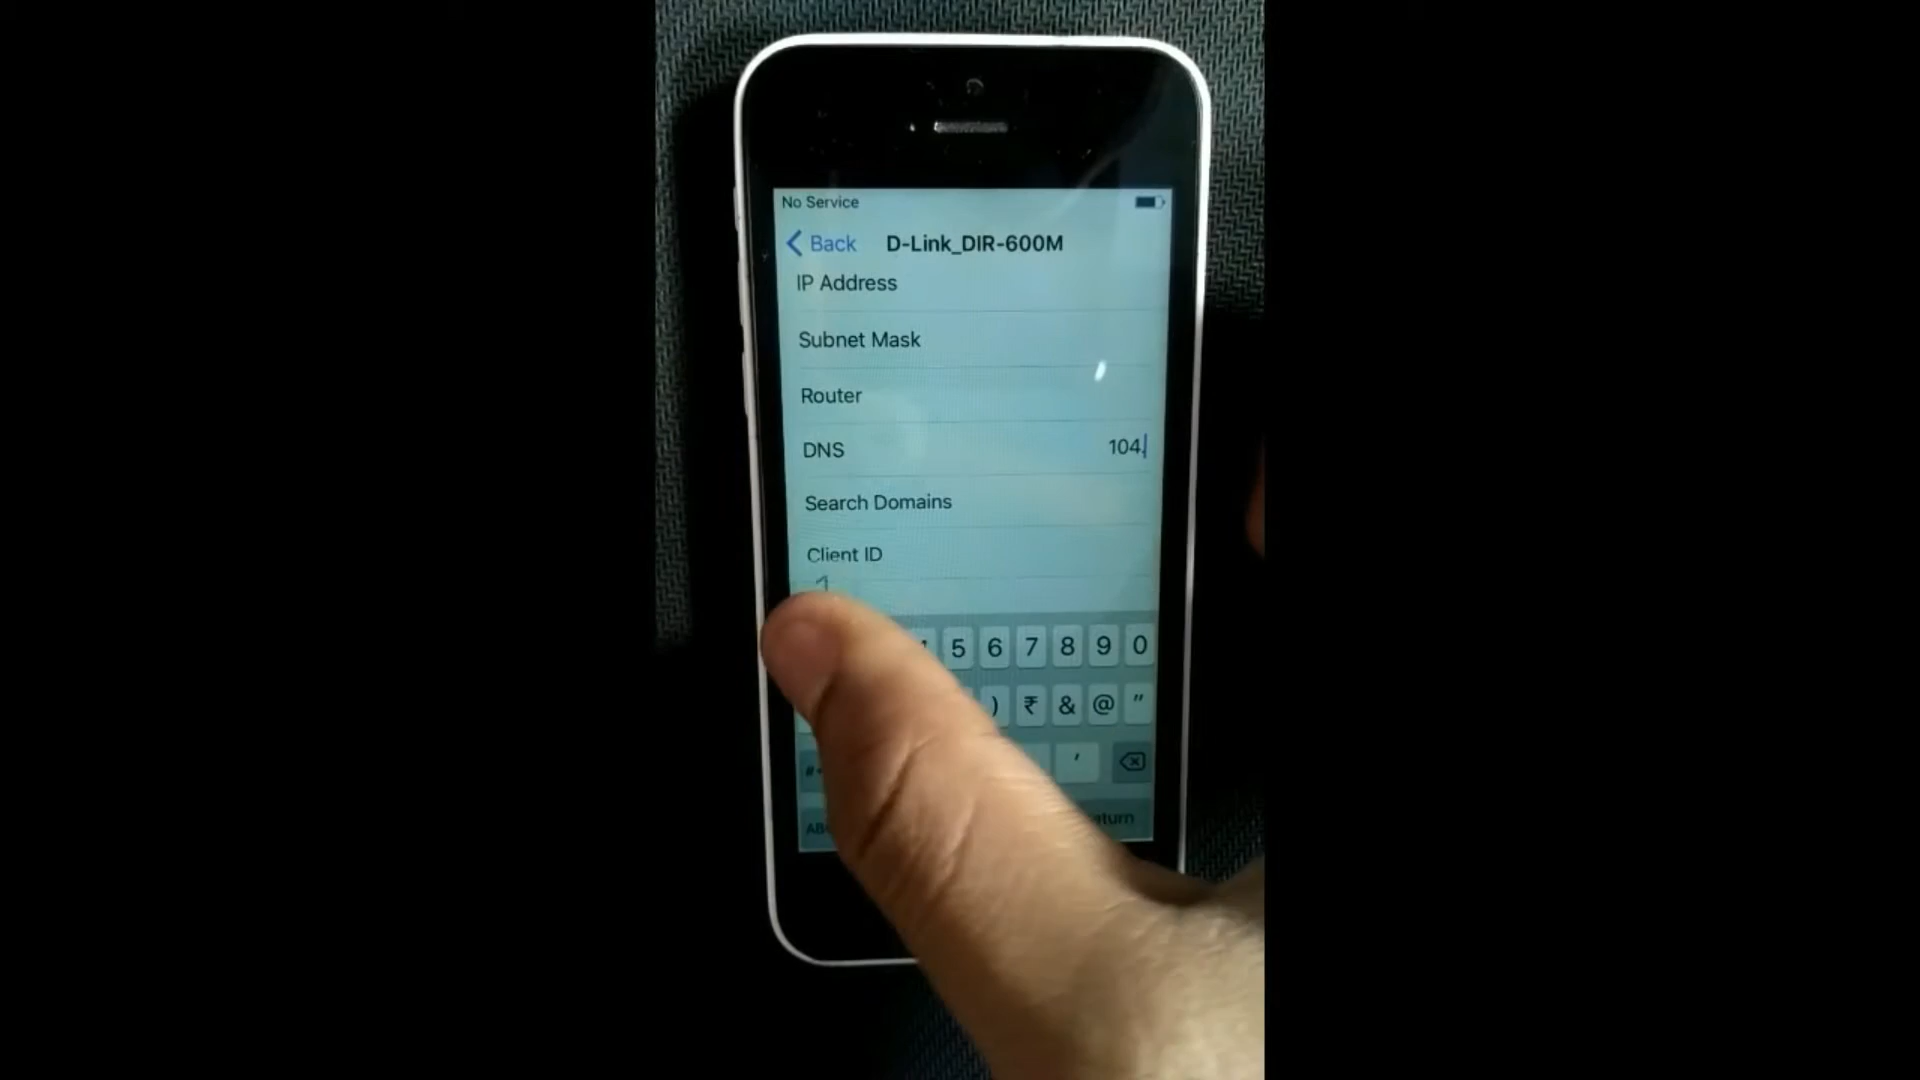 No Service
Back D-Link_DIR-600M
IP Address
Subnet Mask
Router
DNS 104.
Search Domains
Client ID
1
5 6 7 8 9 0
) ₹ & @ "
'